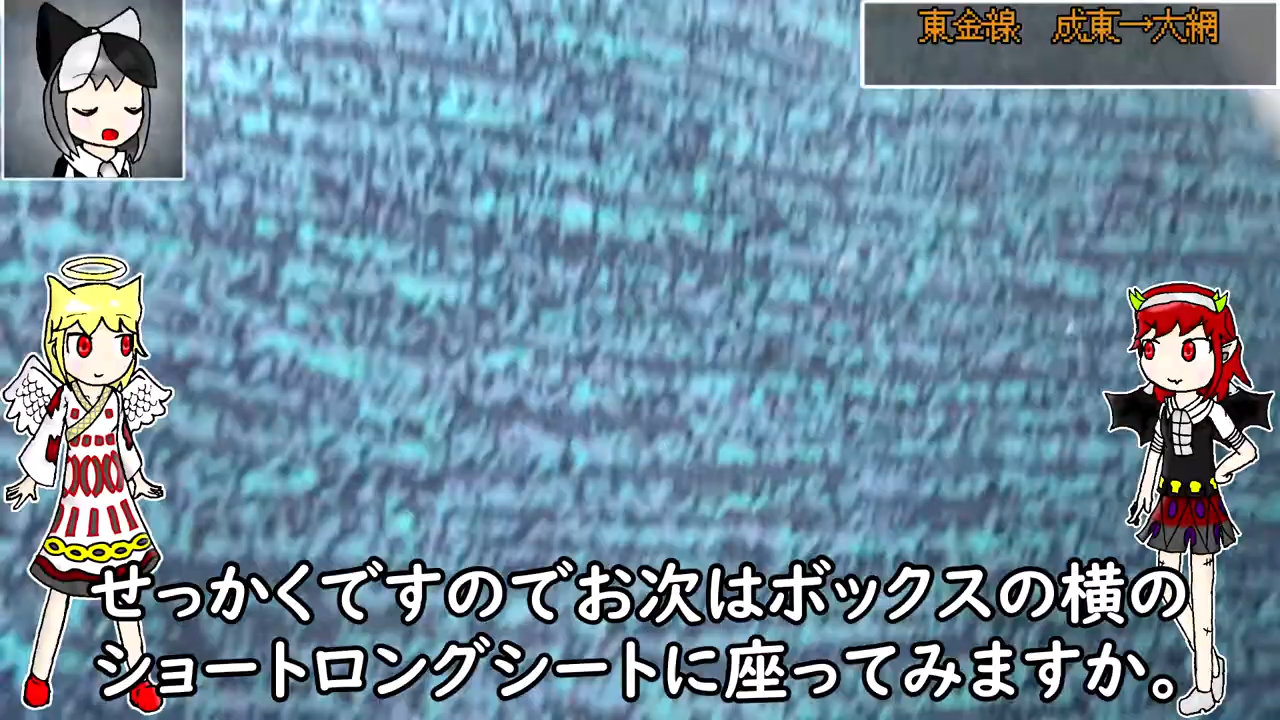 東金線 成東→大網
せっかくですのでお次はボックスの横の
ショートロングシートに座ってみますか。